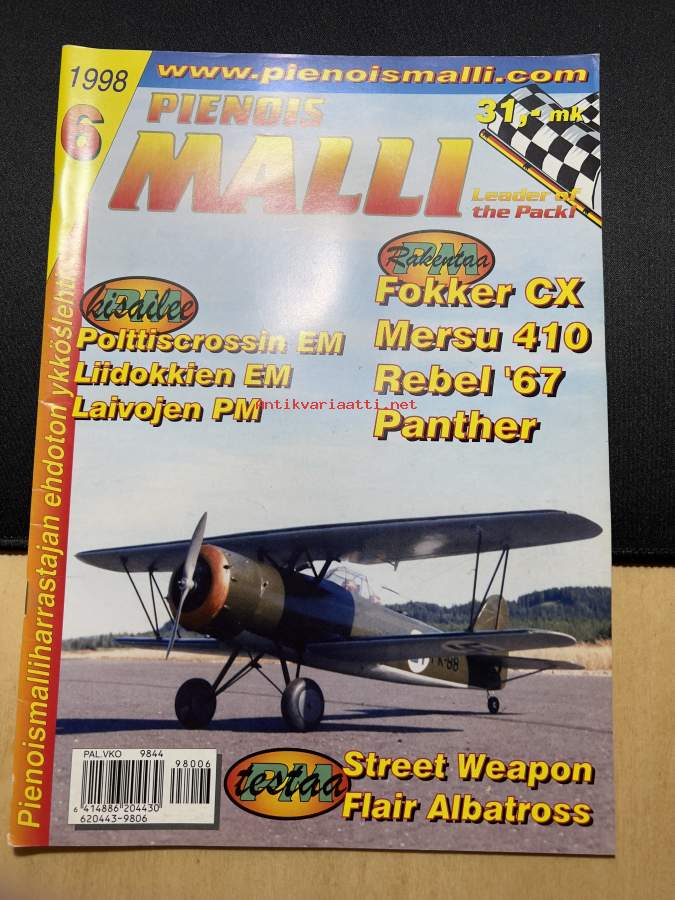 1998
6
www.pienoismalli.com
PIENOIS
MALLI
31,- mk
Leader of
the Pack!
PM
kisailee
Polttiscrossin EM
Liidokkien EM
Laivojen PM
PM
Rakentaa
Fokker CX
Mersu 410
Rebel '67
Panther
antikvariaatti.net
Pienoismalliharrastajan ehdoton ykköslehti
FK-88
PAL.VKO 9844
98006
6 414886 204430
620443-9806
PM
testaa
Street Weapon
Flair Albatross